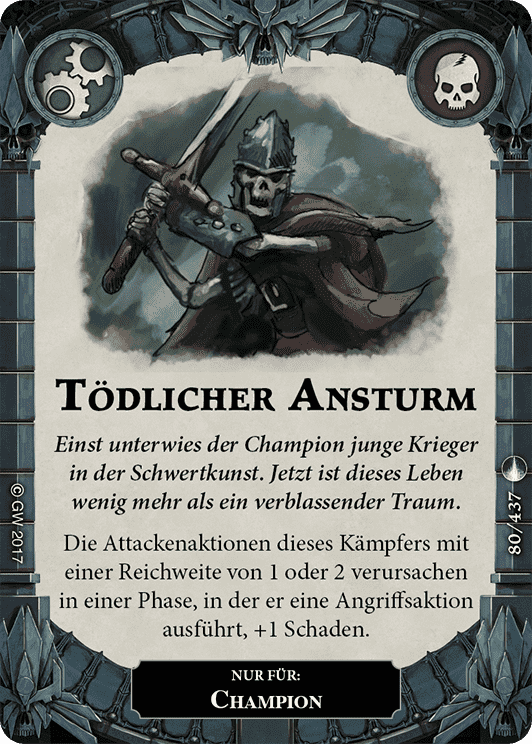 Tödlicher Ansturm
Einst unterwies der Champion junge Krieger
in der Schwertkunst. Jetzt ist dieses Leben
wenig mehr als ein verblassender Traum.
Die Attackenaktionen dieses Kämpfers mit
einer Reichweite von 1 oder 2 verursachen
in einer Phase, in der er eine Angriffsaktion
ausführt, +1 Schaden.
NUR FÜR:
Champion
© GW 2017
80/437